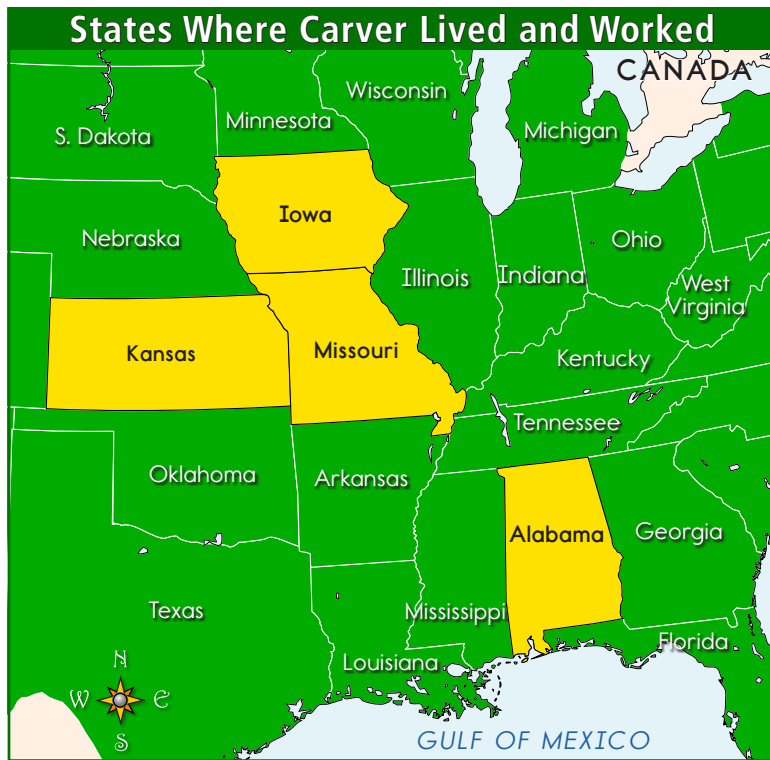 States Where Carver Lived and Worked
CANADA
Wisconsin
Minnesota
Michigan
S. Dakota
Iowa
Nebraska
Ohio
Illinois
Indiana
West
Virginia
Kansas
Missouri
Kentucky
Tennessee
Oklahoma
Arkansas
Alabama
Georgia
Texas
Mississippi
Florida
Louisiana
N
W
E
S
GULF OF MEXICO